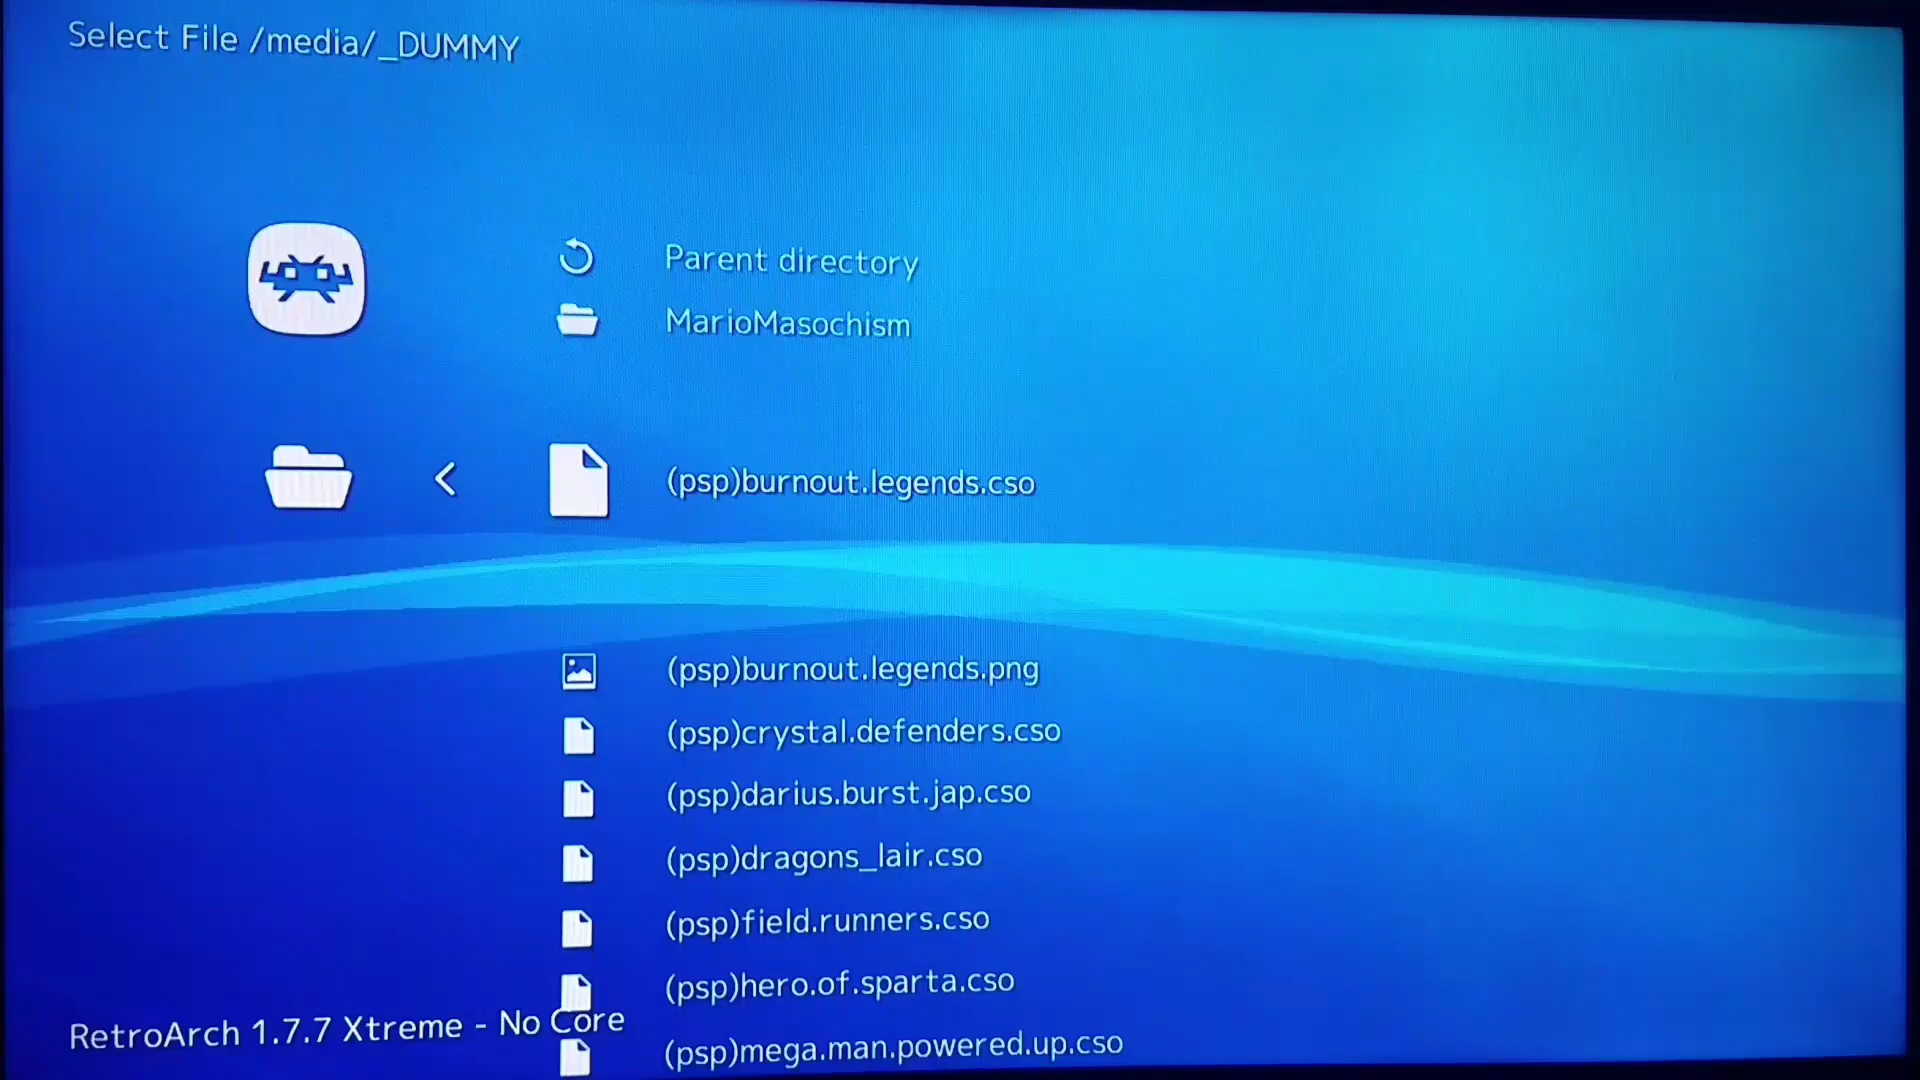 Select File /media/_DUMMY
Parent directory
MarioMasochism
(psp)burnout.legends.cso
(psp)burnout.legends.png
(psp)crystal.defenders.cso
(psp)darius.burst.jap.cso
(psp)dragons_lair.cso
(psp)field.runners.cso
(psp)hero.of.sparta.cso
RetroArch 1.7.7 Xtreme - No Core
(psp)mega.man.powered.up.cso